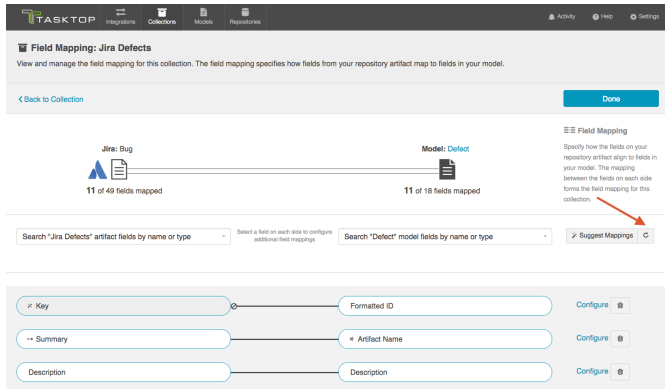 TASKTOP
Integrations
Collections
Models
Repositories
Activity
Help
Settings
Field Mapping: Jira Defects
View and manage the field mapping for this collection. The field mapping specifies how fields from your repository artifact map to fields in your model.
Back to Collection
Done
Jira: Bug
Model: Defect
11 of 49 fields mapped
11 of 18 fields mapped
Field Mapping
Specify how the fields on your
repository artifact align to fields in
your model. The mapping
between the fields on each side
forms the field mapping for this
collection.
Search "Jira Defects" artifact fields by name or type
Select a field on each side to configure
additional field mappings
Search "Defect" model fields by name or type
Suggest Mappings
Key
Formatted ID
Configure
Summary
* Artifact Name
Configure
Description
Description
Configure